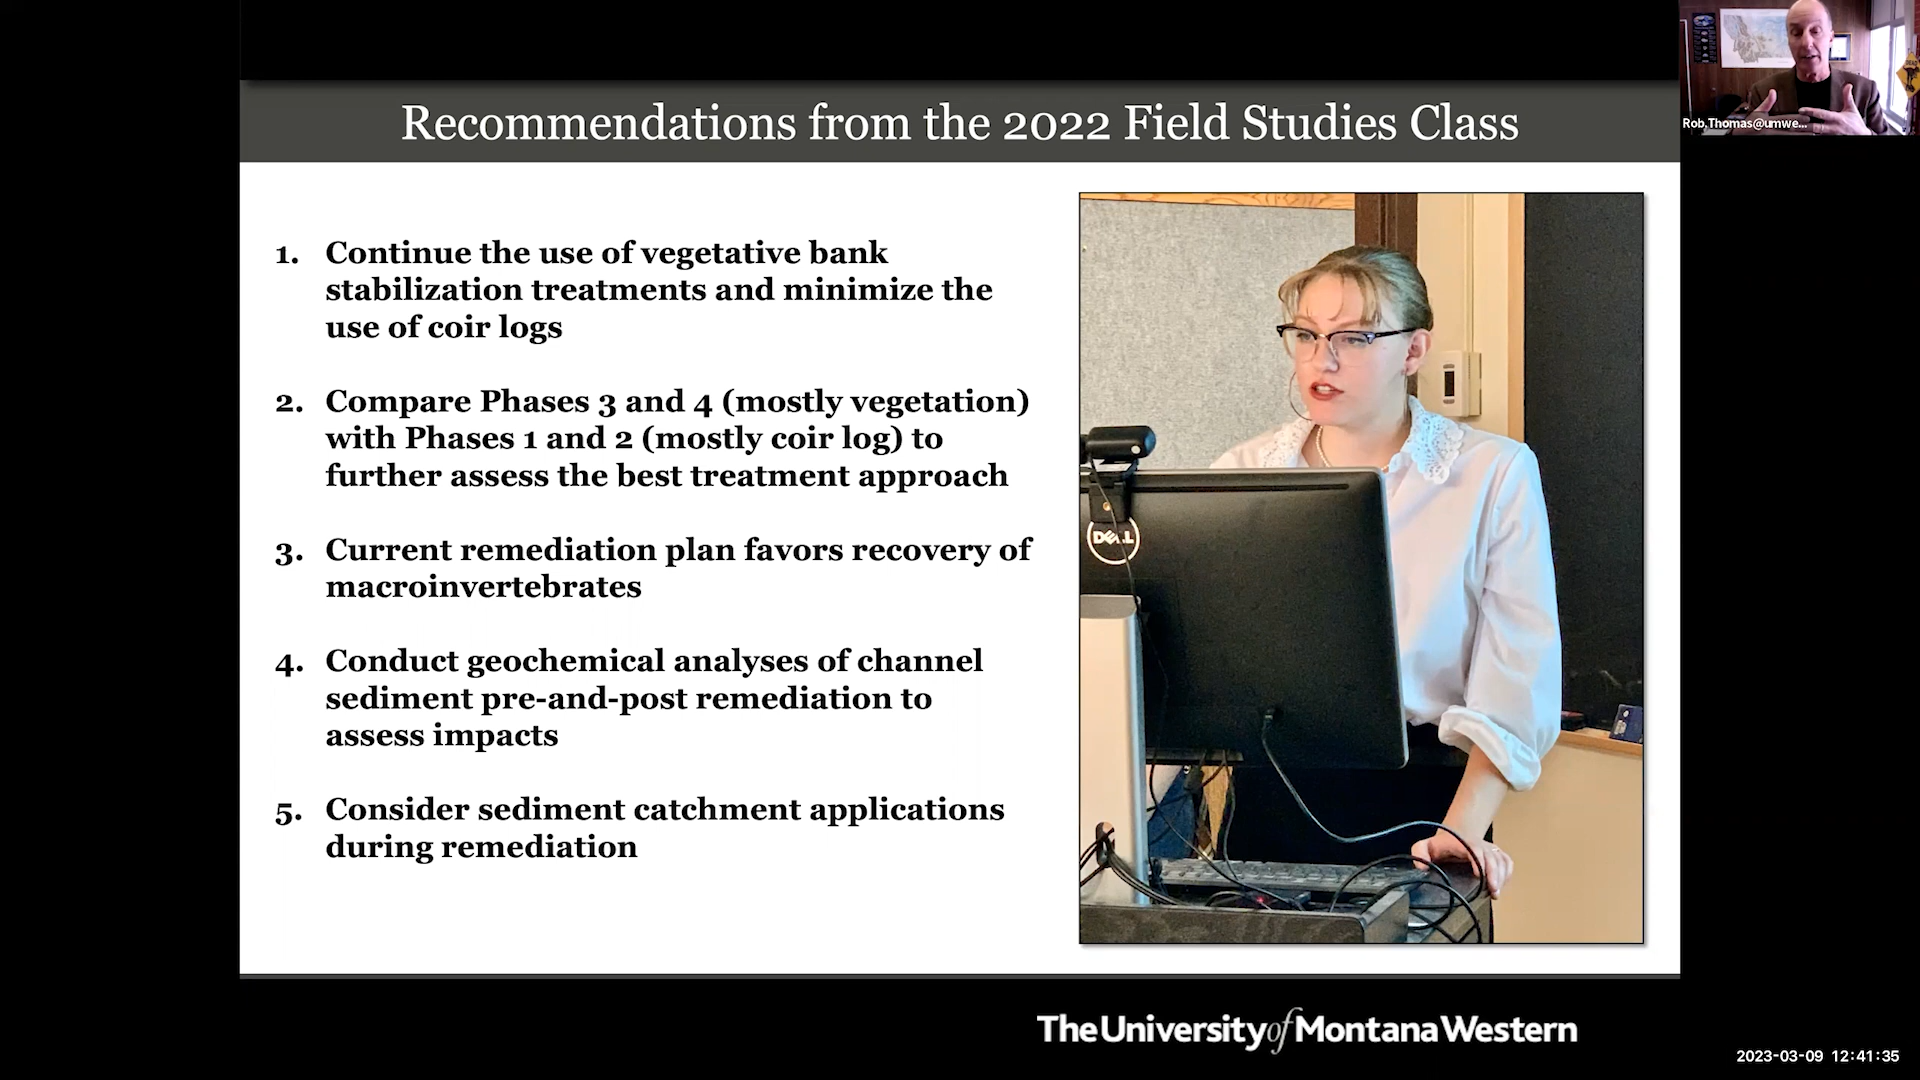 Recommendations from the 2022 Field Studies Class
Rob.Thomas@umwe...
1. Continue the use of vegetative bank
stabilization treatments and minimize the
use of coir logs
2. Compare Phases 3 and 4 (mostly vegetation)
with Phases 1 and 2 (mostly coir log) to
further assess the best treatment approach
3. Current remediation plan favors recovery of
macroinvertebrates
4. Conduct geochemical analyses of channel
sediment pre-and-post remediation to
assess impacts
5. Consider sediment catchment applications
during remediation
DELL
The University of Montana Western
2023-03-09 12:41:35